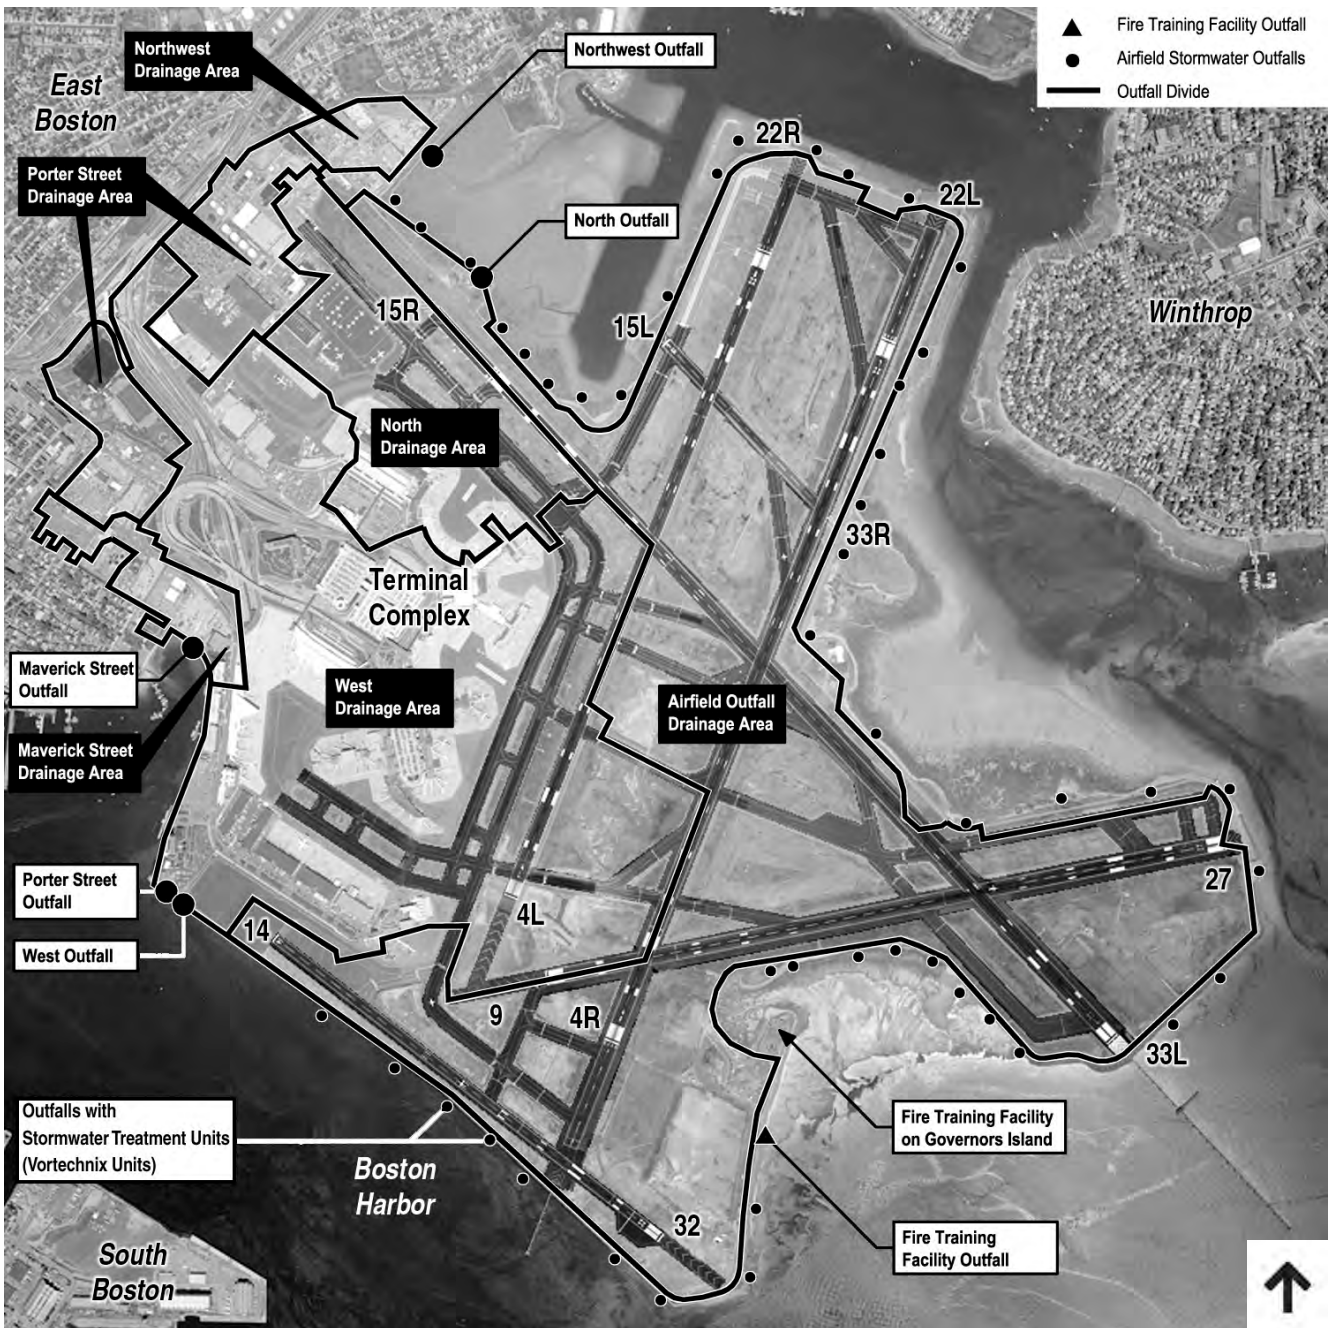 Northwest
Drainage Area
Northwest Outfall
Fire Training Facility Outfall
Airfield Stormwater Outfalls
Outfall Divide
East
Boston
Porter Street
Drainage Area
22R
22L
North Outfall
15R
15L
Winthrop
North
Drainage Area
33R
Terminal
Complex
Maverick Street
Outfall
West
Drainage Area
Airfield Outfall
Drainage Area
Maverick Street
Drainage Area
Porter Street
Outfall
27
4L
14
West Outfall
9
4R
33L
Outfalls with
Stormwater Treatment Units
(Vortechnix Units)
Fire Training Facility
on Governors Island
Boston
Harbor
32
Fire Training
Facility Outfall
South
Boston